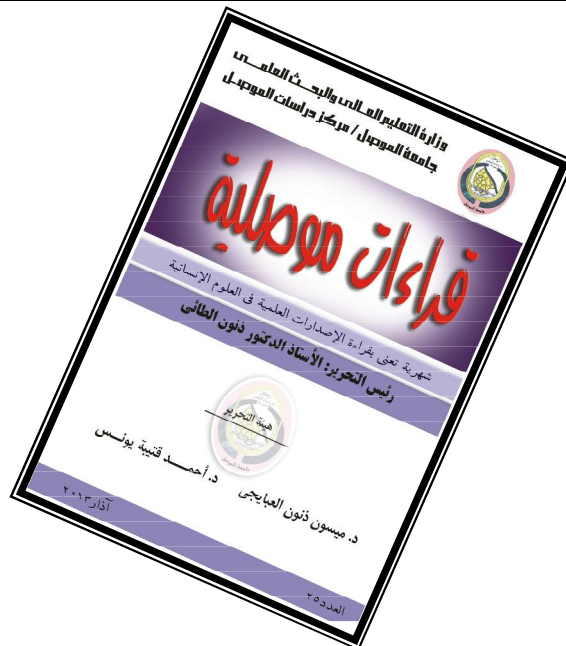 وزارة التعليم العالي والبحث العلمي
جامعة الموصل / مركز دراسات الموصل
قراءات موصلية
شهرية تعنى بقراءة الإصدارات العلمية في العلوم الإنسانية
رئيس التحرير: الأستاذ الدكتور ذنون الطائي
هيئة التحرير
د. ميسون ذنون العبايجي
د. أحمد قتيبة يونس
العدد ٢٥
آذار ٢٠١٣